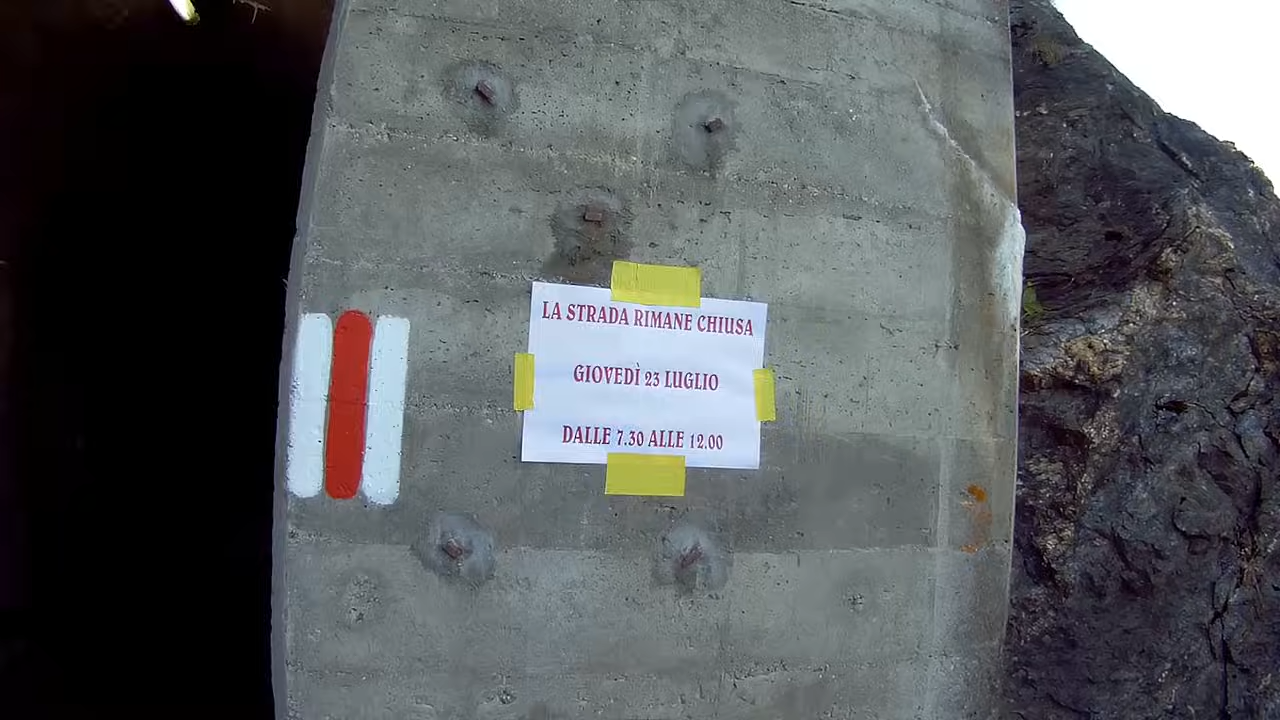 LA STRADA RIMANE CHIUSA
GIOVEDÌ 23 LUGLIO
DALLE 7.30 ALLE 12.00